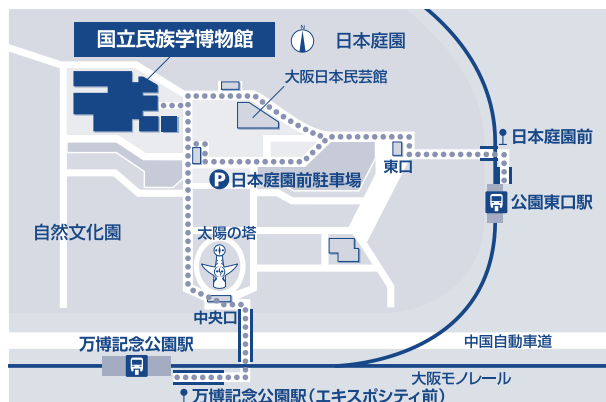 国立民族学博物館
N
日本庭園
大阪日本民芸館
日本庭園前
東口
P日本庭園前駐車場
公園東口駅
自然文化園
太陽の塔
中央口
万博記念公園駅
中国自動車道
大阪モノレール
万博記念公園駅(エキスポシティ前)